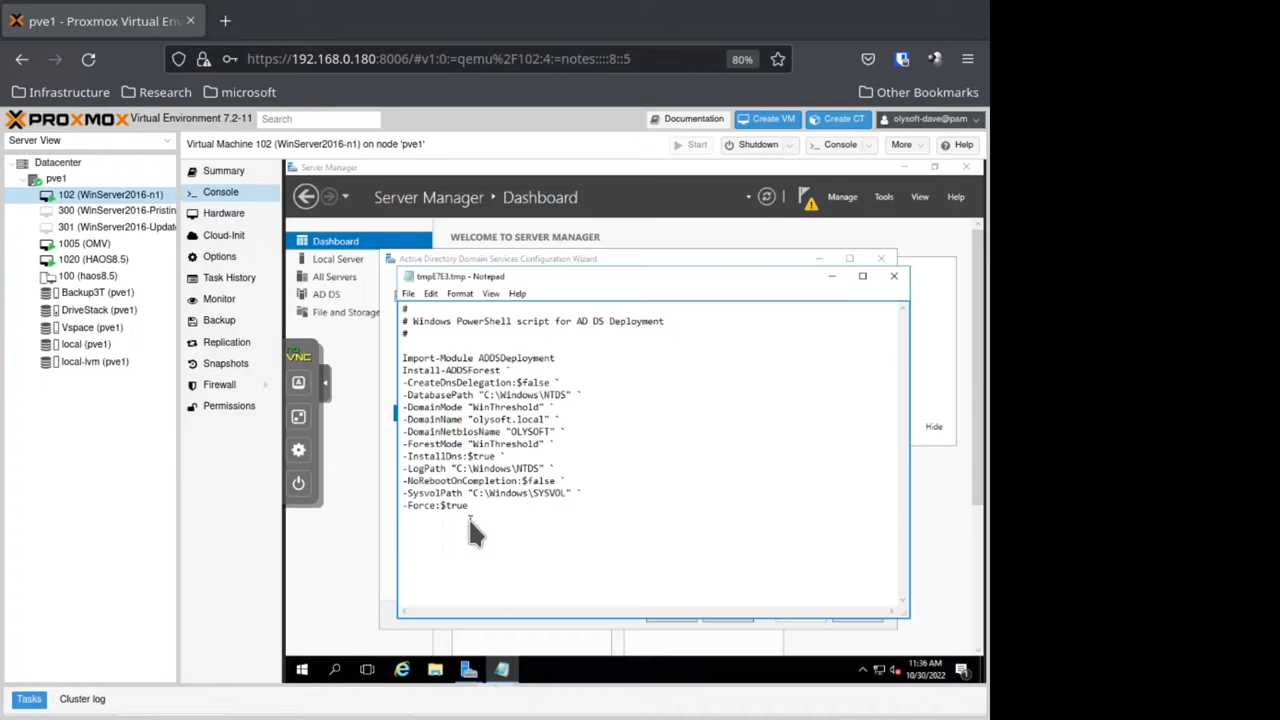 pve1 - Proxmox Virtual Env
https://192.168.0.180:8006/#v1:0:=qemu%2F102:4:=notes::::8::5
80%
Infrastructure
Research
microsoft
Other Bookmarks
PROXMOX Virtual Environment 7.2-11
Search
Documentation
Create VM
Create CT
olysoft-dave@pam
Server View
Virtual Machine 102 (WinServer2016-n1) on node 'pve1'
Start
Shutdown
Console
More
Help
Datacenter
pve1
102 (WinServer2016-n1)
300 (WinServer2016-Pristin
301 (WinServer2016-Update
1005 (OMV)
1020 (HAOS8.5)
100 (haos8.5)
Backup3T (pve1)
DriveStack (pve1)
Vspace (pve1)
local (pve1)
local-lvm (pve1)
Summary
Console
Hardware
Cloud-Init
Options
Task History
Monitor
Backup
Replication
Snapshots
Firewall
Permissions
Server Manager
Server Manager • Dashboard
Manage
Tools
View
Help
Dashboard
Local Server
All Servers
AD DS
File and Storage
WELCOME TO SERVER MANAGER
Active Directory Domain Services Configuration Wizard
Hide
tmpE7E3.tmp - Notepad
File Edit Format View Help
#
# Windows PowerShell script for AD DS Deployment
#
Import-Module ADDSDeployment
Install-ADDSForest `
-CreateDnsDelegation:$false `
-DatabasePath "C:\Windows\NTDS" `
-DomainMode "WinThreshold" `
-DomainName "olysoft.local" `
-DomainNetbiosName "OLYSOFT" `
-ForestMode "WinThreshold" `
-InstallDns:$true `
-LogPath "C:\Windows\NTDS" `
-NoRebootOnCompletion:$false `
-SysvolPath "C:\Windows\SYSVOL" `
-Force:$true
VNC
A
11:36 AM
10/30/2022
1
Tasks
Cluster log